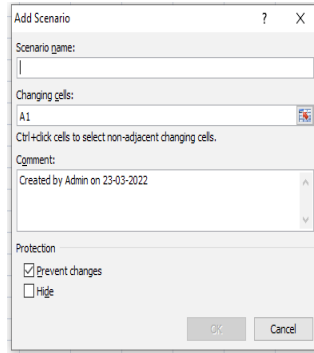 Add Scenario ? X
Scenario name:
Changing cells:
A1
Ctrl+click cells to select non-adjacent changing cells.
Comment:
Created by Admin on 23-03-2022
Protection
Prevent changes
Hide
OK Cancel